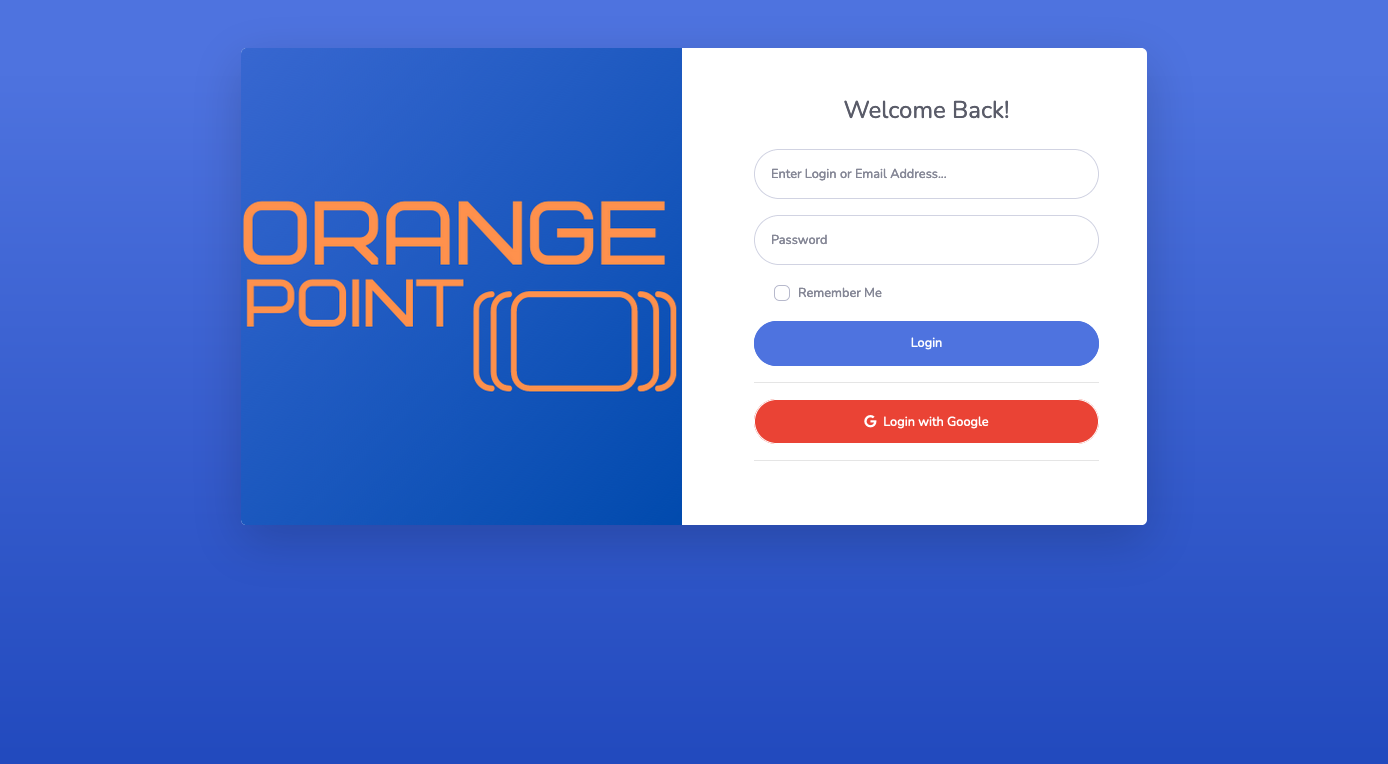 ORANGE
POINT
Welcome Back!
Enter Login or Email Address...
Password
Remember Me
Login
Login with Google